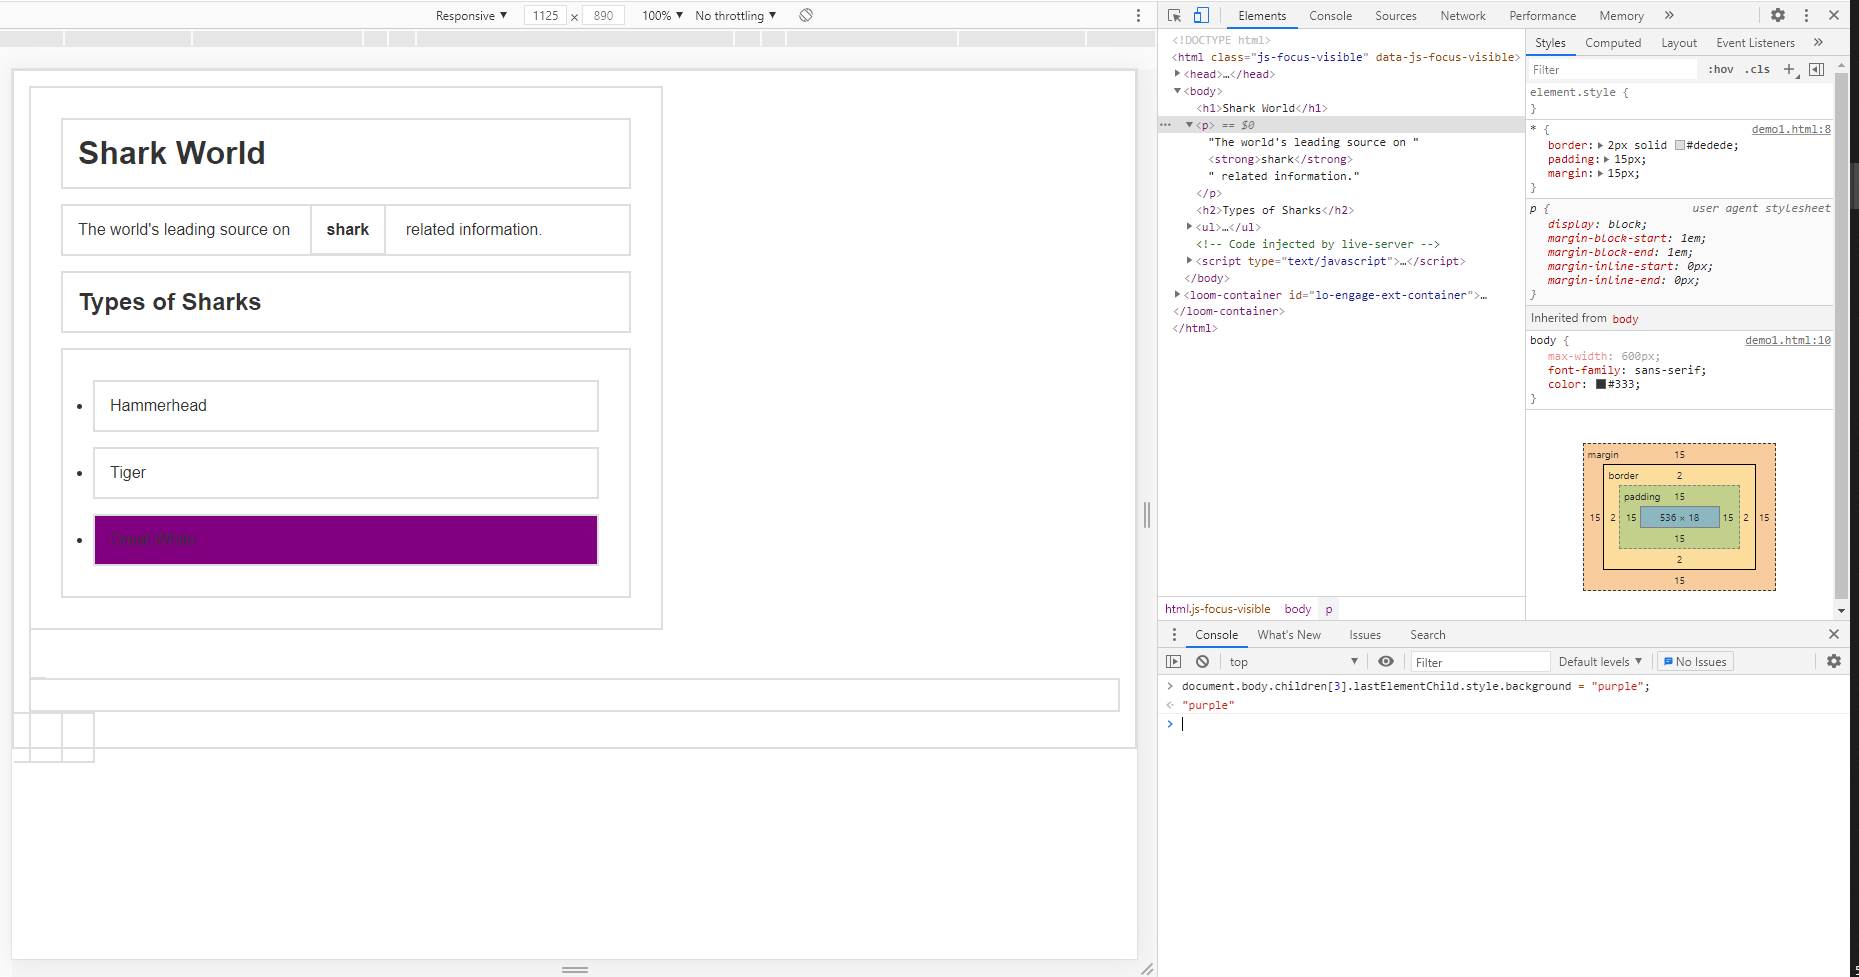 Responsive ▼ 1125 × 890 100% ▼ No throttling ▼
Shark World
The world's leading source on shark related information.
Types of Sharks
• Hammerhead
• Tiger
• Great White
Elements Console Sources Network Performance Memory »
<!DOCTYPE html>
<html class="js-focus-visible" data-js-focus-visible>
▶<head>…</head>
▼<body>
<h1>Shark World</h1>
··· ▼<p> == $0
"The world's leading source on "
<strong>shark</strong>
" related information."
</p>
<h2>Types of Sharks</h2>
▶<ul>…</ul>
<!-- Code injected by live-server -->
▶<script type="text/javascript">…</script>
</body>
▶<loom-container id="lo-engage-ext-container">…
</loom-container>
</html>
html.js-focus-visible body p
Styles Computed Layout Event Listeners »
Filter :hov .cls +
element.style {
}
* { demo1.html:8
border: ▶ 2px solid #dedede;
padding: ▶ 15px;
margin: ▶ 15px;
}
p { user agent stylesheet
display: block;
margin-block-start: 1em;
margin-block-end: 1em;
margin-inline-start: 0px;
margin-inline-end: 0px;
}
Inherited from body
body { demo1.html:10
max-width: 600px;
font-family: sans-serif;
color: #333;
}
margin 15
border 2
padding 15
15 2 15 536 × 18 15 2 15
15
2
15
Console What's New Issues Search
top ▼ Filter Default levels ▼ No Issues
> document.body.children[3].lastElementChild.style.background = "purple";
<· "purple"
>